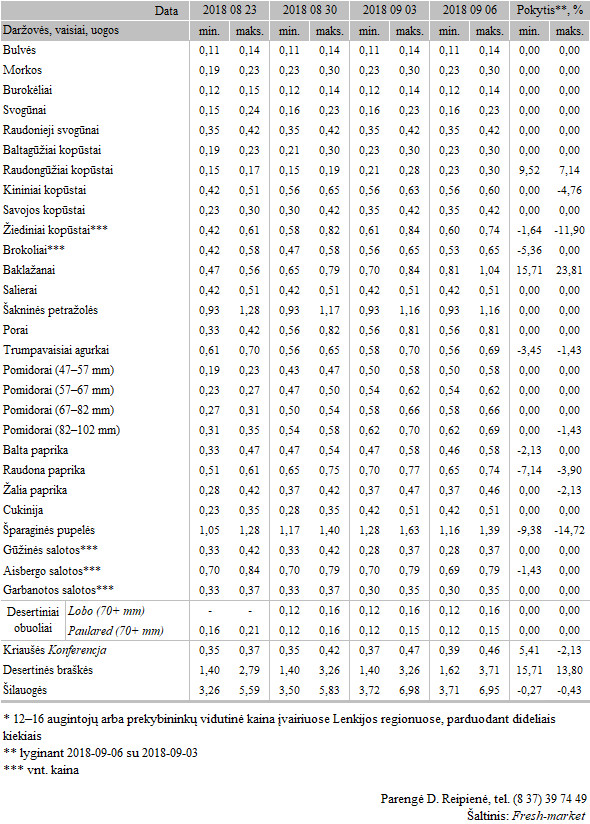 Data 2018 08 23 2018 08 30 2018 09 03 2018 09 06 Pokytis**, %
Daržovės, vaisiai, uogos min. maks. min. maks. min. maks. min. maks. min. maks.
Bulvės 0,11 0,14 0,11 0,14 0,11 0,14 0,11 0,14 0,00 0,00
Morkos 0,19 0,23 0,23 0,30 0,23 0,30 0,23 0,30 0,00 0,00
Burokėliai 0,12 0,15 0,12 0,14 0,12 0,14 0,12 0,14 0,00 0,00
Svogūnai 0,15 0,24 0,16 0,23 0,16 0,23 0,16 0,23 0,00 0,00
Raudonieji svogūnai 0,35 0,42 0,35 0,42 0,35 0,42 0,35 0,42 0,00 0,00
Baltagūžiai kopūstai 0,19 0,23 0,21 0,30 0,23 0,30 0,23 0,30 0,00 0,00
Raudongūžiai kopūstai 0,15 0,17 0,15 0,19 0,21 0,28 0,23 0,30 9,52 7,14
Kininiai kopūstai 0,42 0,51 0,56 0,65 0,56 0,63 0,56 0,60 0,00 -4,76
Savojos kopūstai 0,23 0,30 0,30 0,42 0,35 0,42 0,35 0,42 0,00 0,00
Žiediniai kopūstai*** 0,42 0,61 0,58 0,82 0,61 0,84 0,60 0,74 -1,64 -11,90
Brokoliai*** 0,42 0,58 0,47 0,58 0,56 0,65 0,53 0,65 -5,36 0,00
Baklažanai 0,47 0,56 0,65 0,79 0,70 0,84 0,81 1,04 15,71 23,81
Salierai 0,42 0,51 0,42 0,51 0,42 0,51 0,42 0,51 0,00 0,00
Šakninės petražolės 0,93 1,28 0,93 1,17 0,93 1,16 0,93 1,16 0,00 0,00
Porai 0,33 0,42 0,56 0,82 0,56 0,81 0,56 0,81 0,00 0,00
Trumpavaisiai agurkai 0,61 0,70 0,56 0,65 0,58 0,70 0,56 0,69 -3,45 -1,43
Pomidorai (47–57 mm) 0,19 0,23 0,43 0,47 0,50 0,58 0,50 0,58 0,00 0,00
Pomidorai (57–67 mm) 0,23 0,27 0,47 0,50 0,54 0,62 0,54 0,62 0,00 0,00
Pomidorai (67–82 mm) 0,27 0,31 0,50 0,54 0,58 0,66 0,58 0,66 0,00 0,00
Pomidorai (82–102 mm) 0,31 0,35 0,54 0,58 0,62 0,70 0,62 0,69 0,00 -1,43
Balta paprika 0,33 0,47 0,47 0,54 0,47 0,58 0,46 0,58 -2,13 0,00
Raudona paprika 0,51 0,61 0,65 0,75 0,70 0,77 0,65 0,74 -7,14 -3,90
Žalia paprika 0,28 0,42 0,37 0,42 0,37 0,47 0,37 0,46 0,00 -2,13
Cukinija 0,23 0,35 0,28 0,35 0,42 0,51 0,42 0,51 0,00 0,00
Šparaginės pupelės 1,05 1,28 1,17 1,40 1,28 1,63 1,16 1,39 -9,38 -14,72
Gūžinės salotos*** 0,33 0,42 0,33 0,42 0,28 0,37 0,28 0,37 0,00 0,00
Aisbergo salotos*** 0,70 0,84 0,70 0,79 0,70 0,79 0,69 0,79 -1,43 0,00
Garbanotos salotos*** 0,33 0,37 0,33 0,37 0,30 0,35 0,30 0,35 0,00 0,00
Desertiniai obuoliai Lobo (70+ mm) - - 0,12 0,16 0,12 0,16 0,12 0,16 0,00 0,00
Paulared (70+ mm) 0,16 0,21 0,12 0,16 0,12 0,15 0,12 0,15 0,00 0,00
Kriaušės Konferencja 0,35 0,37 0,35 0,42 0,37 0,47 0,39 0,46 5,41 -2,13
Desertinės braškės 1,40 2,79 1,40 3,26 1,40 3,26 1,62 3,71 15,71 13,80
Šilauogės 3,26 5,59 3,50 5,83 3,72 6,98 3,71 6,95 -0,27 -0,43
* 12–16 augintojų arba prekybininkų vidutinė kaina įvairiuose Lenkijos regionuose, parduodant dideliais
kiekiais
** lyginant 2018-09-06 su 2018-09-03
*** vnt. kaina
Parengė D. Reipienė, tel. (8 37) 39 74 49
Šaltinis: Fresh-market